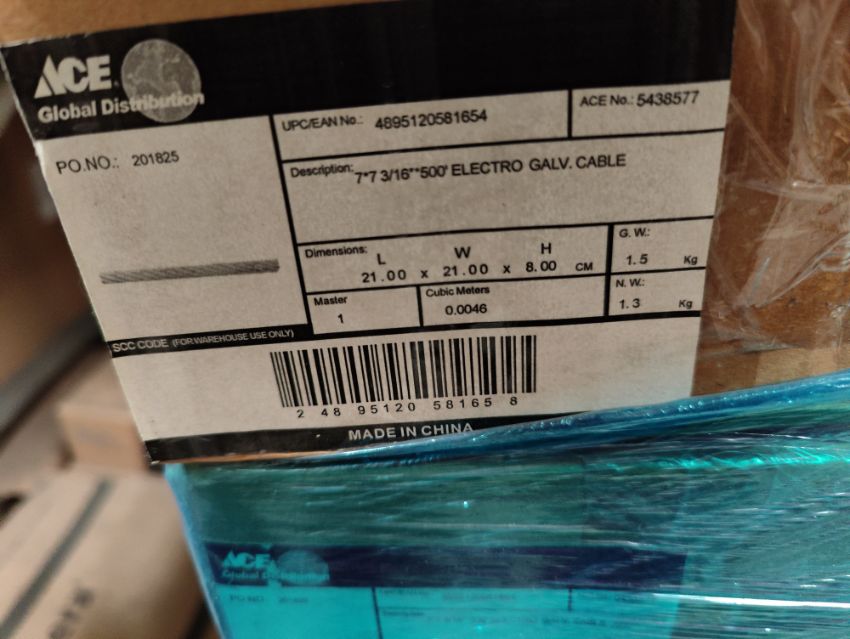 ACE
Global Distribution
PO.NO.: 201825
UPC/EAN No.: 4895120581654
ACE No.: 5438577
Description: 7*7 3/16"*500' ELECTRO GALV. CABLE
Dimensions: L W H
21.00 x 21.00 x 8.00 CM
G. W.:
1.5 Kg
Master
1
Cubic Meters
0.0046
N. W.:
1.3 Kg
SCC CODE (FOR WAREHOUSE USE ONLY)
2 48 95120 58165 8
MADE IN CHINA
ACE
Global Distribution